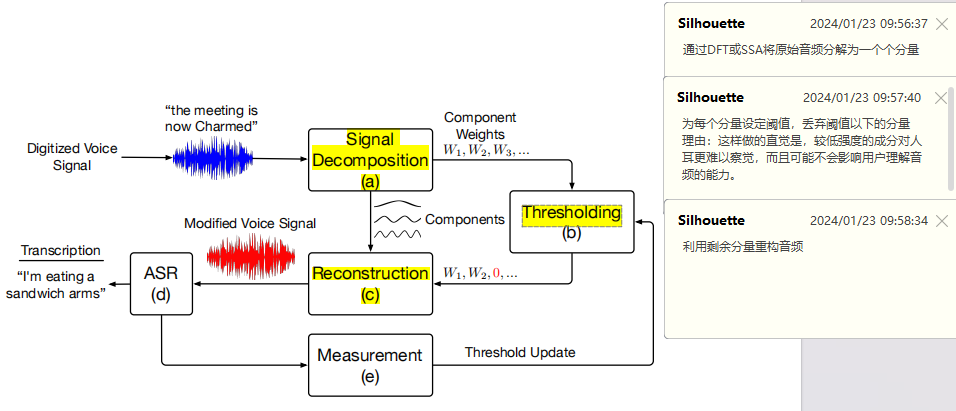 “the meeting is
now Charmed”
Digitized Voice
Signal
Signal
Decomposition
(a)
Component
Weights
W₁, W₂, W₃, ...
Thresholding
(b)
Components
Modified Voice Signal
Transcription
“I'm eating a
sandwich arms”
ASR
(d)
Reconstruction
(c)
W₁, W₂, 0, ...
Measurement
(e)
Threshold Update
Silhouette 2024/01/23 09:56:37
通过DFT或SSA将原始音频分解为一个个分量
Silhouette 2024/01/23 09:57:40
为每个分量设定阈值，丢弃阈值以下的分量
理由：这样做的直觉是，较低强度的成分对人
耳更难以察觉，而且可能不会影响用户理解音
频的能力。
Silhouette 2024/01/23 09:58:34
利用剩余分量重构音频